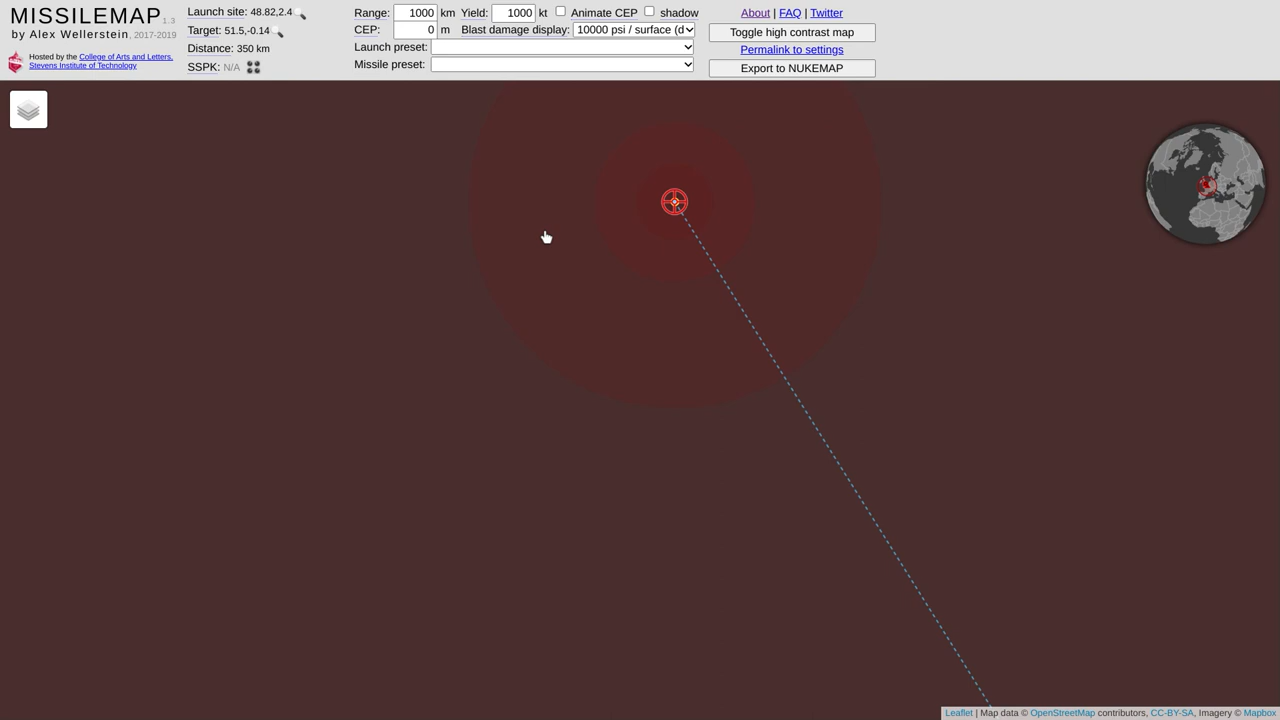 MISSILEMAP 1.3
by Alex Wellerstein, 2017-2019
Hosted by the College of Arts and Letters,
Stevens Institute of Technology
Launch site: 48.82,2.4
Target: 51.5,-0.14
Distance: 350 km
SSPK: N/A
Range: 1000 km Yield: 1000 kt Animate CEP shadow
CEP: 0 m Blast damage display: 10000 psi / surface (d
Launch preset:
Missile preset:
About | FAQ | Twitter
Toggle high contrast map
Permalink to settings
Export to NUKEMAP
Leaflet | Map data © OpenStreetMap contributors, CC-BY-SA, Imagery © Mapbox